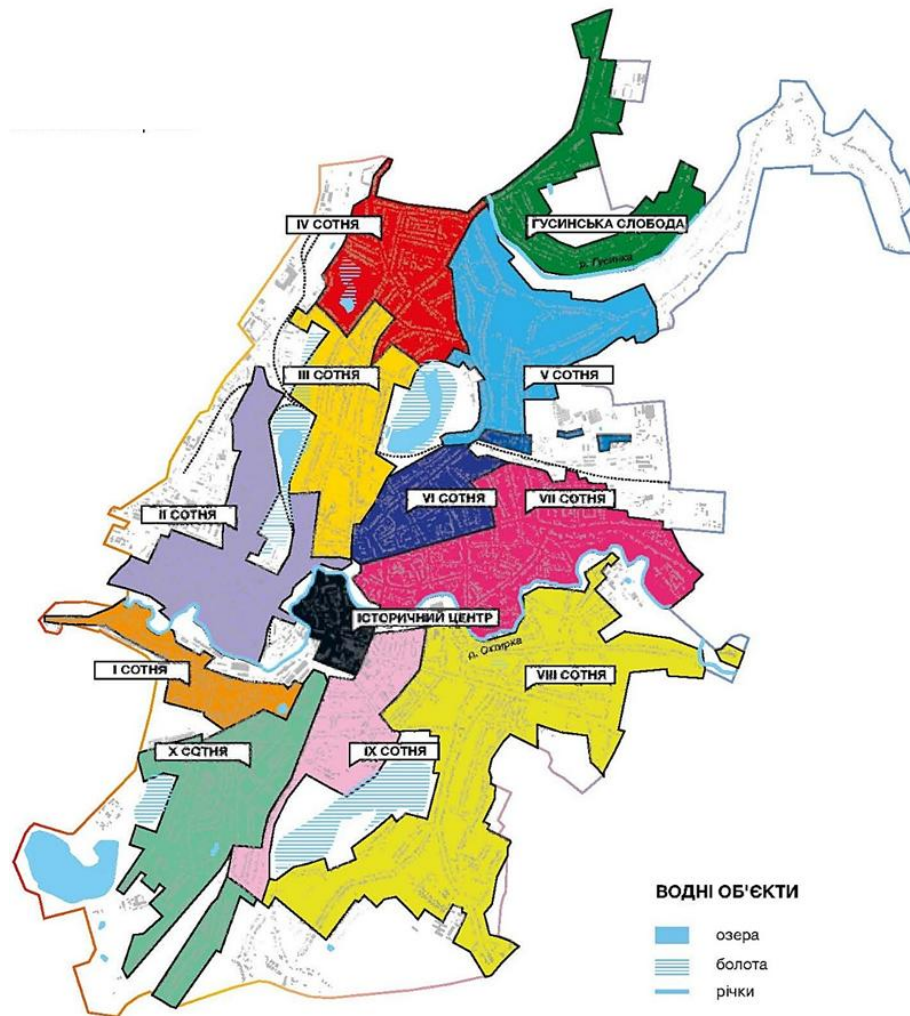 IV СОТНЯ
ГУСИНСЬКА СЛОБОДА
р. Гусинка
III СОТНЯ
V СОТНЯ
VI СОТНЯ
VII СОТНЯ
II СОТНЯ
ІСТОРИЧНИЙ ЦЕНТР
р. Охтирка
I СОТНЯ
VIII СОТНЯ
X СОТНЯ
IX СОТНЯ
ВОДНІ ОБ'ЄКТИ
озера
болота
річки